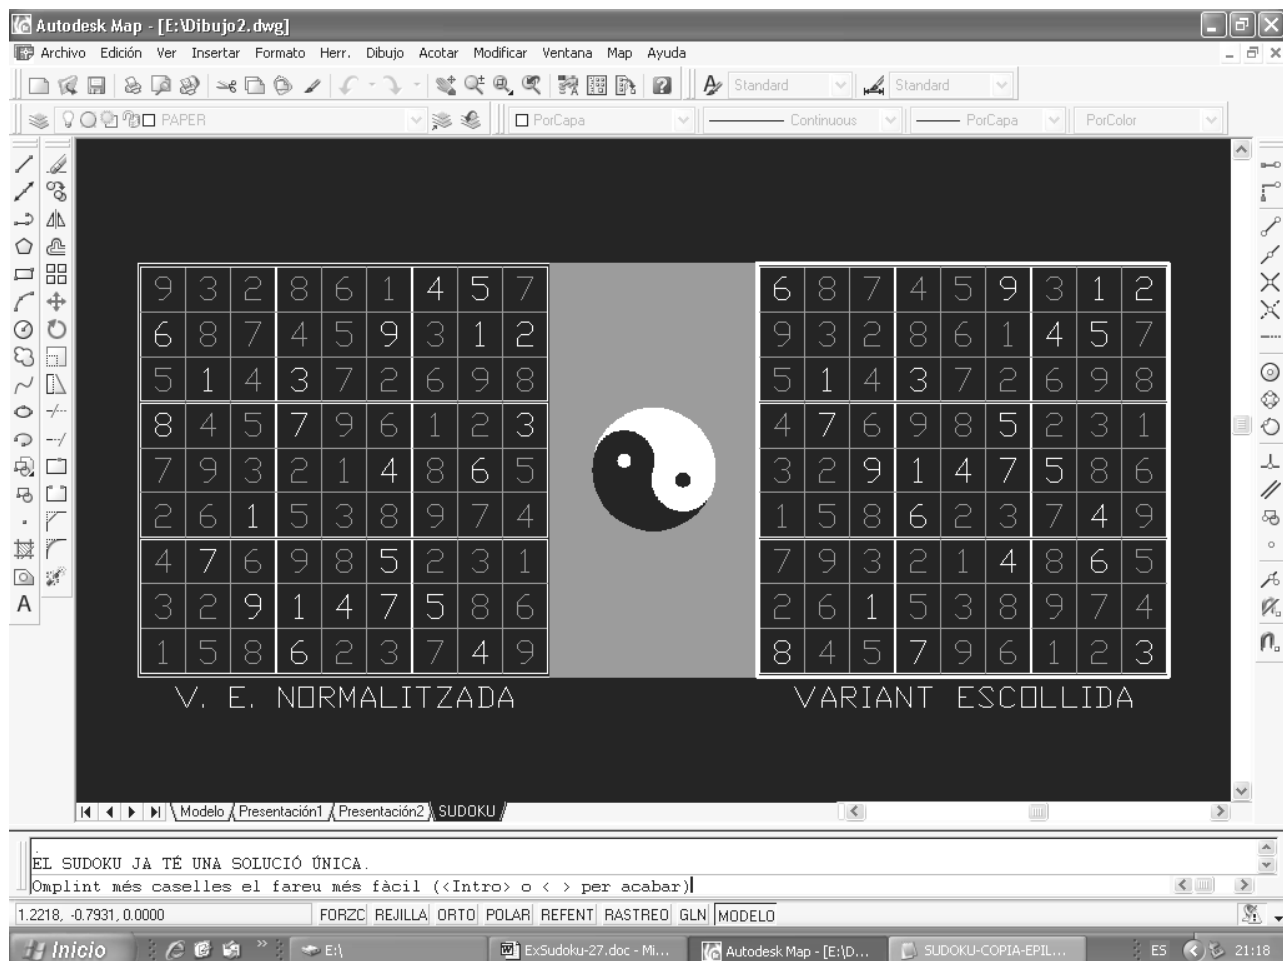 Autodesk Map - [E:\Dibujo2.dwg]
Archivo Edición Ver Insertar Formato Herr. Dibujo Acotar Modificar Ventana Map Ayuda
Standard Standard
PAPER PorCapa Continuous PorCapa PorColor
9 3 2 8 6 1 4 5 7 6 8 7 4 5 9 3 1 2
6 8 7 4 5 9 3 1 2 9 3 2 8 6 1 4 5 7
5 1 4 3 7 2 6 9 8 5 1 4 3 7 2 6 9 8
8 4 5 7 9 6 1 2 3 4 7 6 9 8 5 2 3 1
7 9 3 2 1 4 8 6 5 3 2 9 1 4 7 5 8 6
2 6 1 5 3 8 9 7 4 1 5 8 6 2 3 7 4 9
4 7 6 9 8 5 2 3 1 7 9 3 2 1 4 8 6 5
3 2 9 1 4 7 5 8 6 2 6 1 5 3 8 9 7 4
1 5 8 6 2 3 7 4 9 8 4 5 7 9 6 1 2 3
V. E. NORMALITZADA VARIANT ESCOLLIDA
Modelo Presentación1 Presentación2 SUDOKU
EL SUDOKU JA TÉ UNA SOLUCIÓ ÚNICA.
Omplint més caselles el fareu més fàcil (<Intro> o < > per acabar)
1.2218, -0.7931, 0.0000 FORZC REJILLA ORTO POLAR REFENT RASTREO GLN MODELO
Inicio E:\ ExSudoku-27.doc - Mi... Autodesk Map - [E:\D... SUDOKU-COPIA-EPIL... ES 21:18